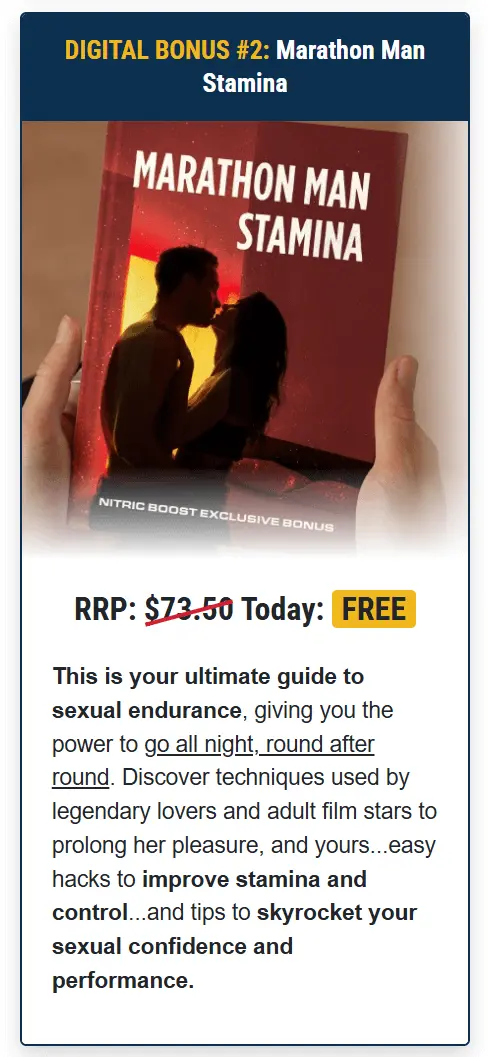 DIGITAL BONUS #2: Marathon Man
Stamina
MARATHON MAN
STAMINA
NITRIC BOOST EXCLUSIVE BONUS
RRP: $73.50 Today: FREE
This is your ultimate guide to
sexual endurance, giving you the
power to go all night, round after
round. Discover techniques used by
legendary lovers and adult film stars to
prolong her pleasure, and yours...easy
hacks to improve stamina and
control...and tips to skyrocket your
sexual confidence and
performance.